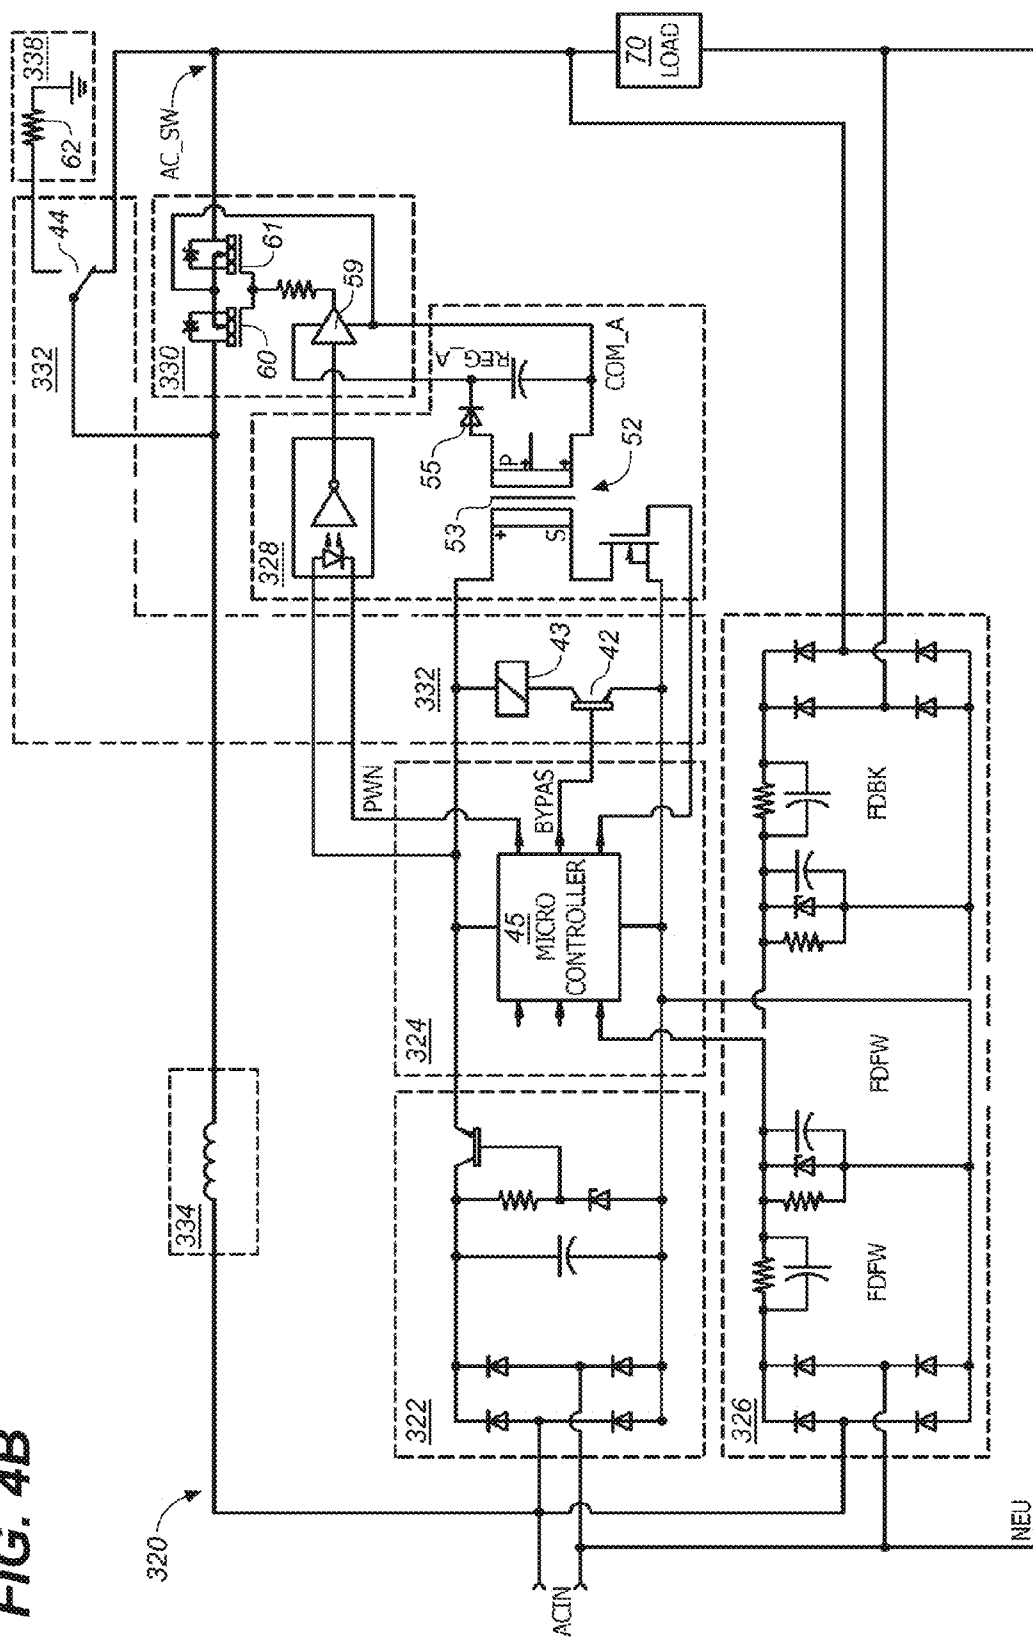 FIG. 4B
320
334
332
44
338
62
AC_SW
330
60
61
59
328
REG_A
COM_A
55
53
52
P
S
+
+
+
332
43
42
PWN
BYPAS
324
45
MICRO
CONTROLLER
322
ACIN
70
LOAD
326
FDFW
FDFW
FDBK
NEU